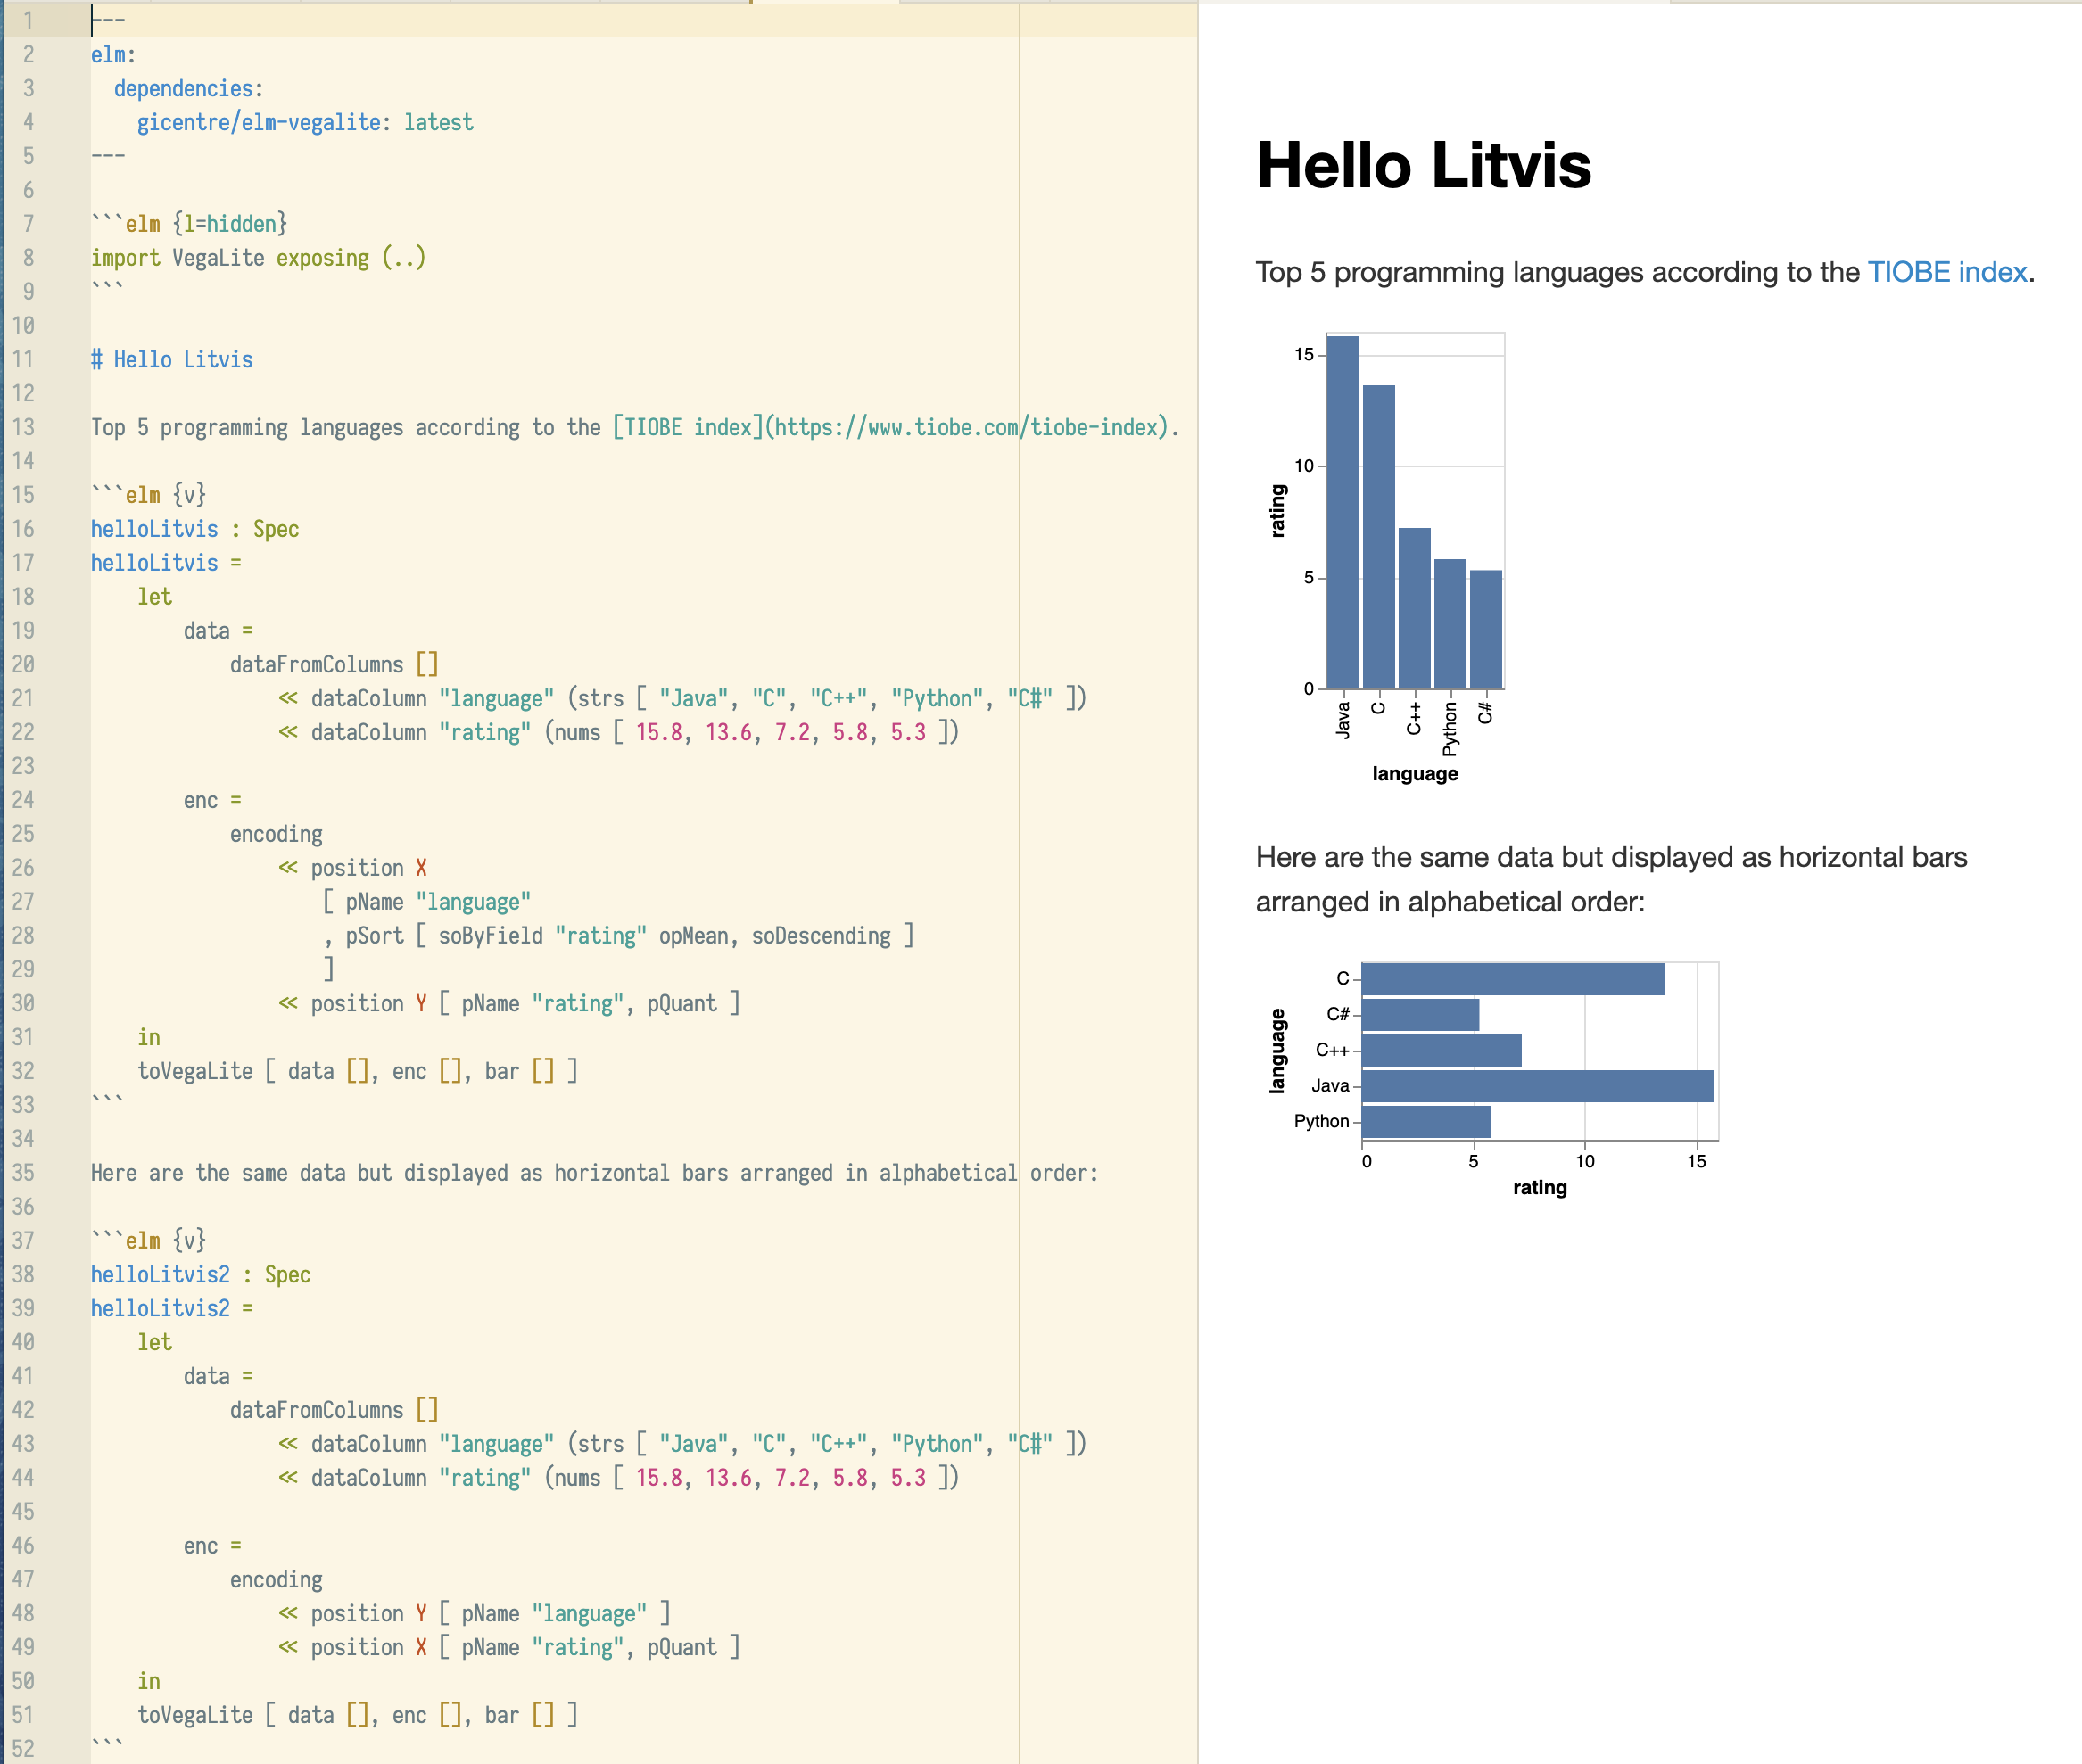 1 ---
2 elm:
3   dependencies:
4     gicentre/elm-vegalite: latest
5 ---
6
7 ```elm {l=hidden}
8 import VegaLite exposing (..)
9 ```
10
11 # Hello Litvis
12
13 Top 5 programming languages according to the [TIOBE index](https://www.tiobe.com/tiobe-index).
14
15 ```elm {v}
16 helloLitvis : Spec
17 helloLitvis =
18     let
19         data =
20             dataFromColumns []
21                 << dataColumn "language" (strs [ "Java", "C", "C++", "Python", "C#" ])
22                 << dataColumn "rating" (nums [ 15.8, 13.6, 7.2, 5.8, 5.3 ])
23
24         enc =
25             encoding
26                 << position X
27                     [ pName "language"
28                     , pSort [ soByField "rating" opMean, soDescending ]
29                     ]
30                 << position Y [ pName "rating", pQuant ]
31     in
32     toVegaLite [ data [], enc [], bar [] ]
33 ```
34
35 Here are the same data but displayed as horizontal bars arranged in alphabetical order:
36
37 ```elm {v}
38 helloLitvis2 : Spec
39 helloLitvis2 =
40     let
41         data =
42             dataFromColumns []
43                 << dataColumn "language" (strs [ "Java", "C", "C++", "Python", "C#" ])
44                 << dataColumn "rating" (nums [ 15.8, 13.6, 7.2, 5.8, 5.3 ])
45
46         enc =
47             encoding
48                 << position Y [ pName "language" ]
49                 << position X [ pName "rating", pQuant ]
50     in
51     toVegaLite [ data [], enc [], bar [] ]
52 ```
Hello Litvis
Top 5 programming languages according to the TIOBE index.
15
10
5
0
rating
Java C C++ Python C#
language
Here are the same data but displayed as horizontal bars
arranged in alphabetical order:
C
C#
C++
Java
Python
language
0 5 10 15
rating